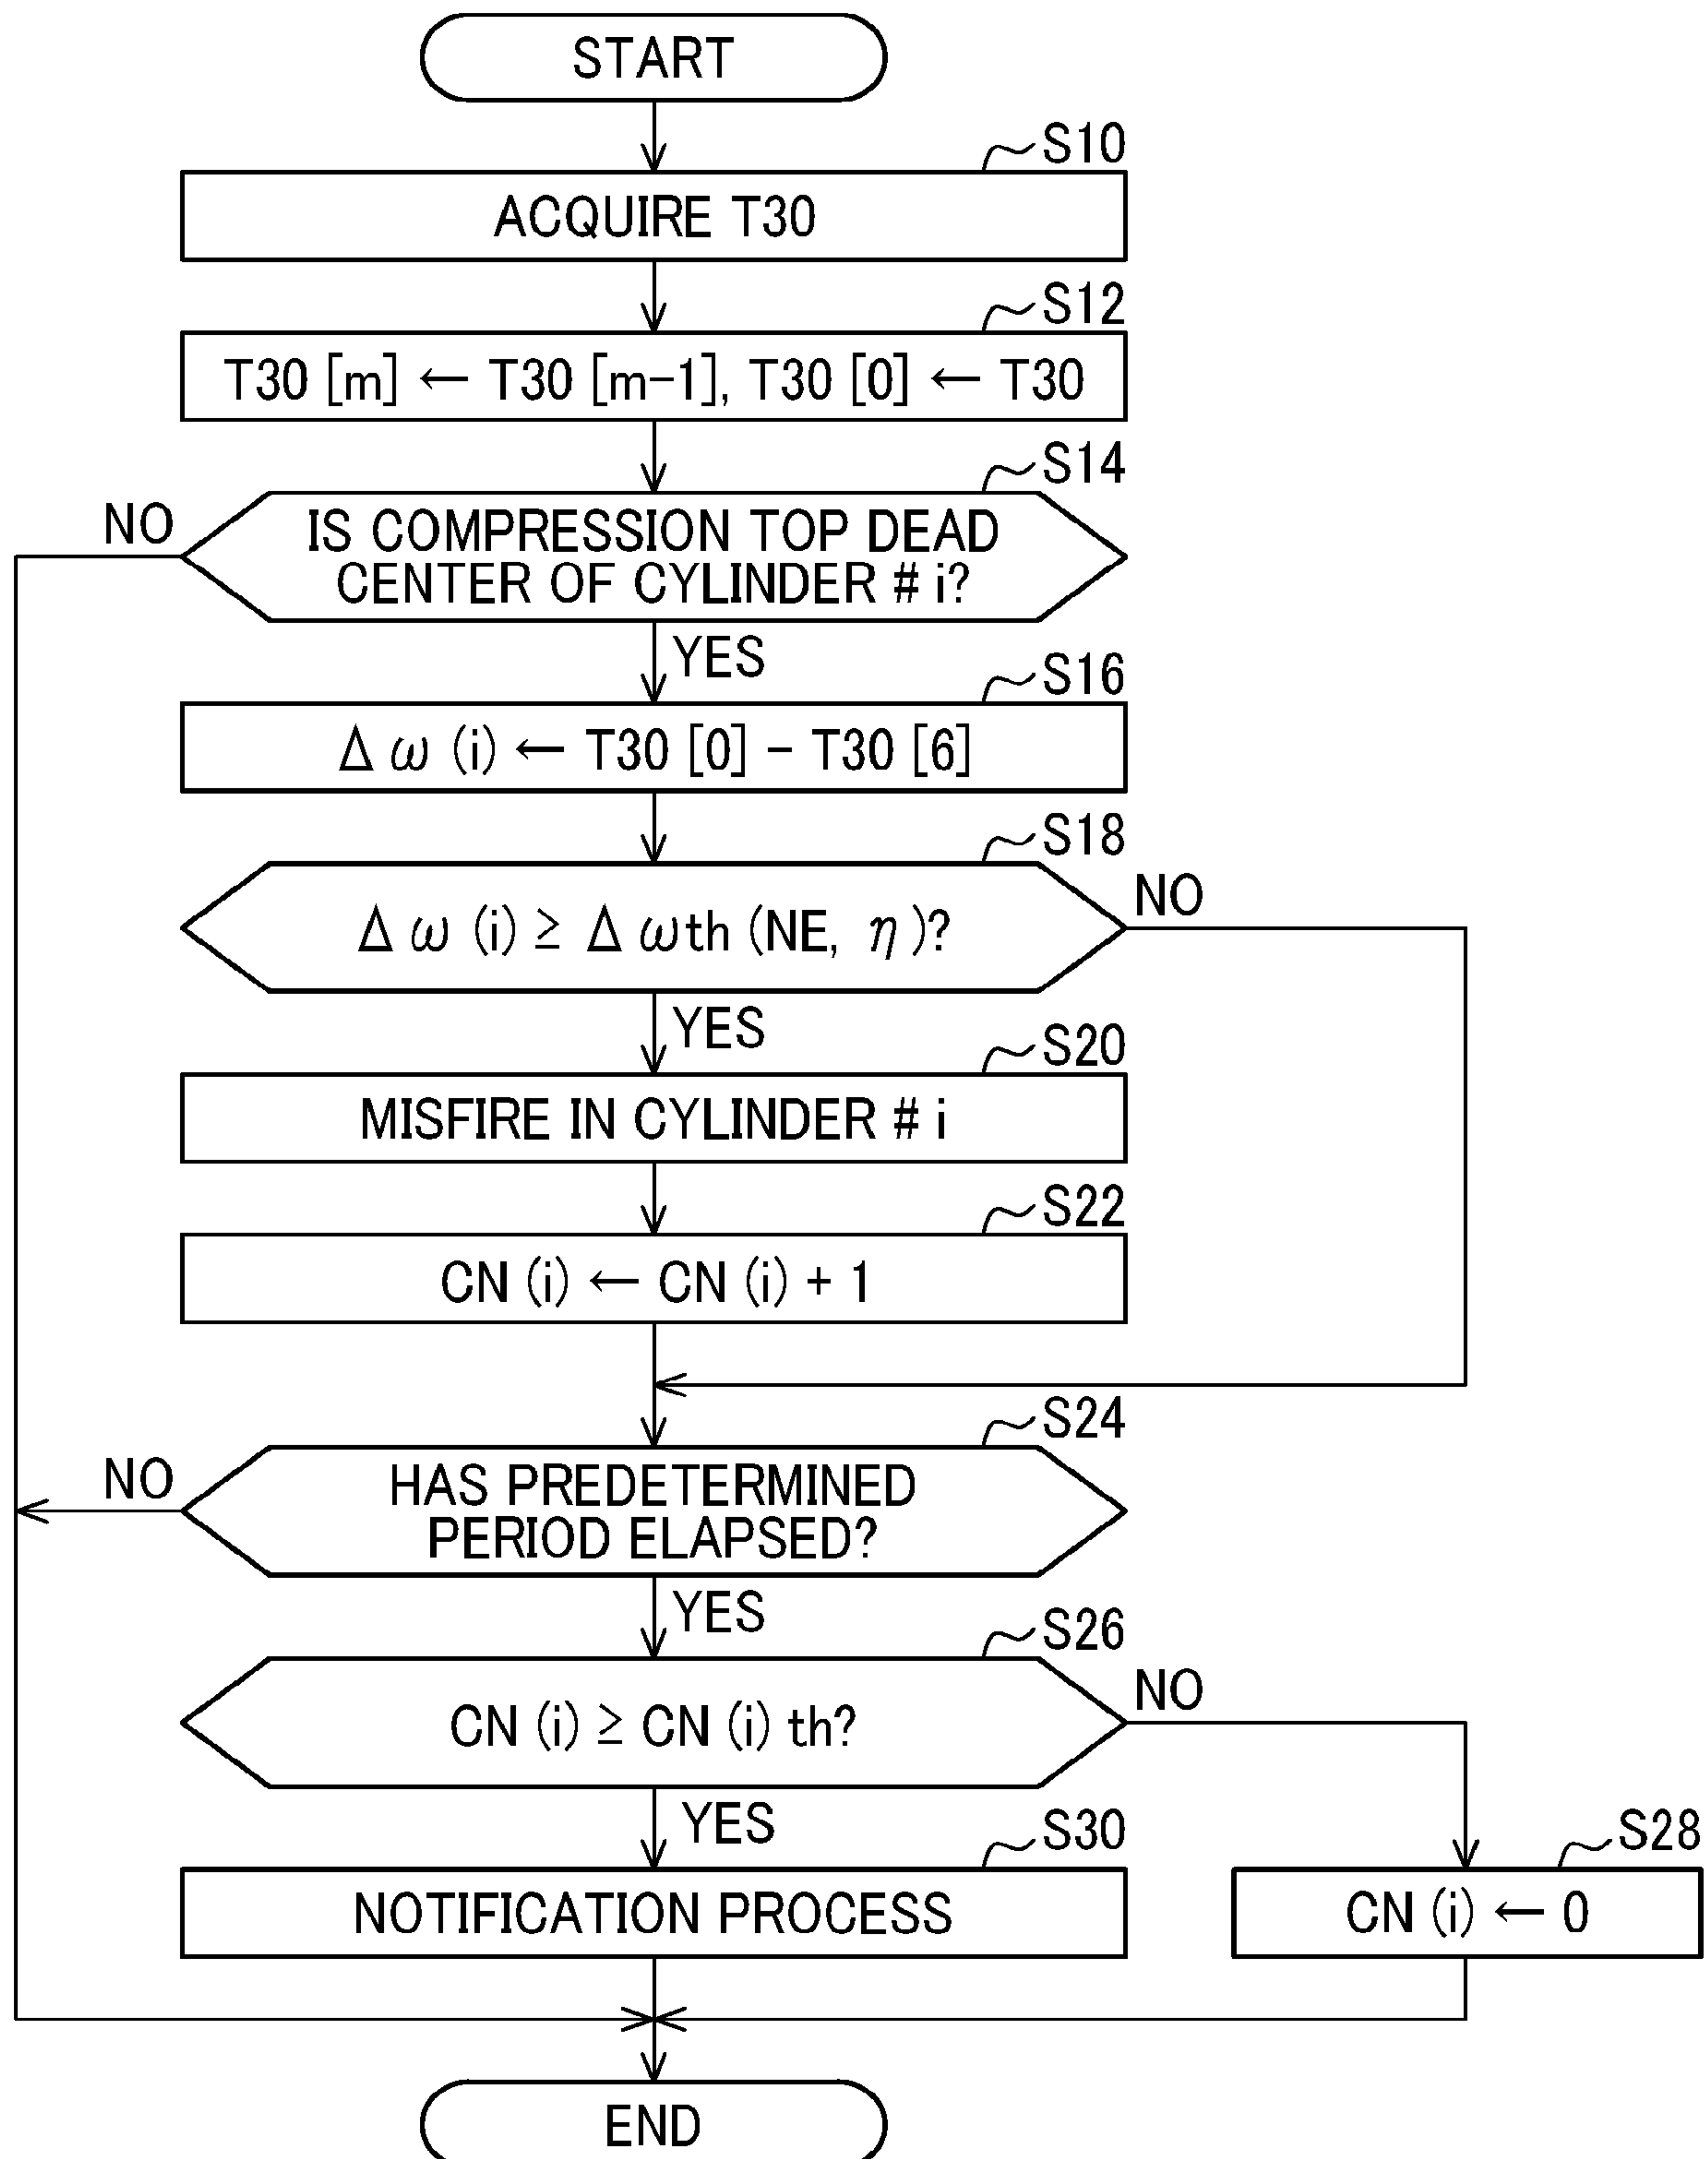 START
S10
ACQUIRE T30
S12
T30 [m] ← T30 [m-1], T30 [0] ← T30
S14
NO
IS COMPRESSION TOP DEAD
CENTER OF CYLINDER # i?
YES
S16
Δ ω (i) ← T30 [0] - T30 [6]
S18
NO
Δ ω (i) ≥ Δ ωth (NE, η)?
YES
S20
MISFIRE IN CYLINDER # i
S22
CN (i) ← CN (i) + 1
S24
NO
HAS PREDETERMINED
PERIOD ELAPSED?
YES
S26
NO
CN (i) ≥ CN (i) th?
YES
S30
S28
NOTIFICATION PROCESS
CN (i) ← 0
END